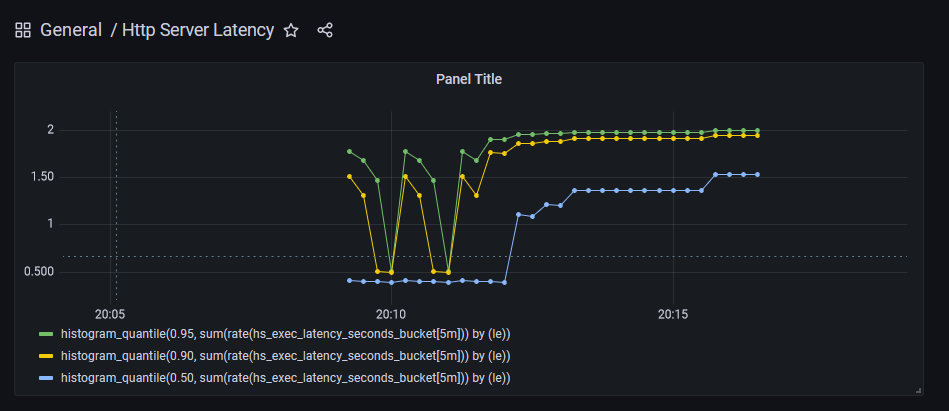 General / Http Server Latency
Panel Title
2
1.50
1
0.500
20:05 20:10 20:15
histogram_quantile(0.95, sum(rate(hs_exec_latency_seconds_bucket[5m])) by (le))
histogram_quantile(0.90, sum(rate(hs_exec_latency_seconds_bucket[5m])) by (le))
histogram_quantile(0.50, sum(rate(hs_exec_latency_seconds_bucket[5m])) by (le))